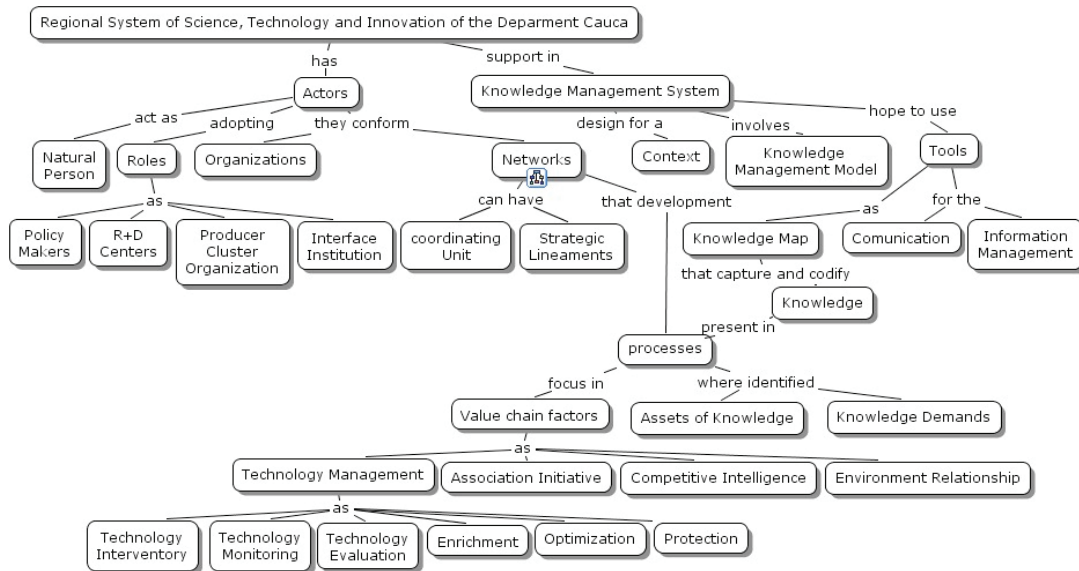 Regional System of Science, Technology and Innovation of the Deparment Cauca
has
support in
Actors
Knowledge Management System
act as
adopting
they conform
design for a
involves
hope to use
Natural
Person
Roles
Organizations
Networks
Context
Knowledge
Management Model
Tools
as
can have
that development
as
for the
Policy
Makers
R+D
Centers
Producer
Cluster
Organization
Interface
Institution
coordinating
Unit
Strategic
Lineaments
Knowledge Map
Comunication
Information
Management
that capture and codify
Knowledge
present in
processes
focus in
where identified
Value chain factors
Assets of Knowledge
Knowledge Demands
as
Technology Management
Association Initiative
Competitive Intelligence
Environment Relationship
as
Technology
Interventory
Technology
Monitoring
Technology
Evaluation
Enrichment
Optimization
Protection